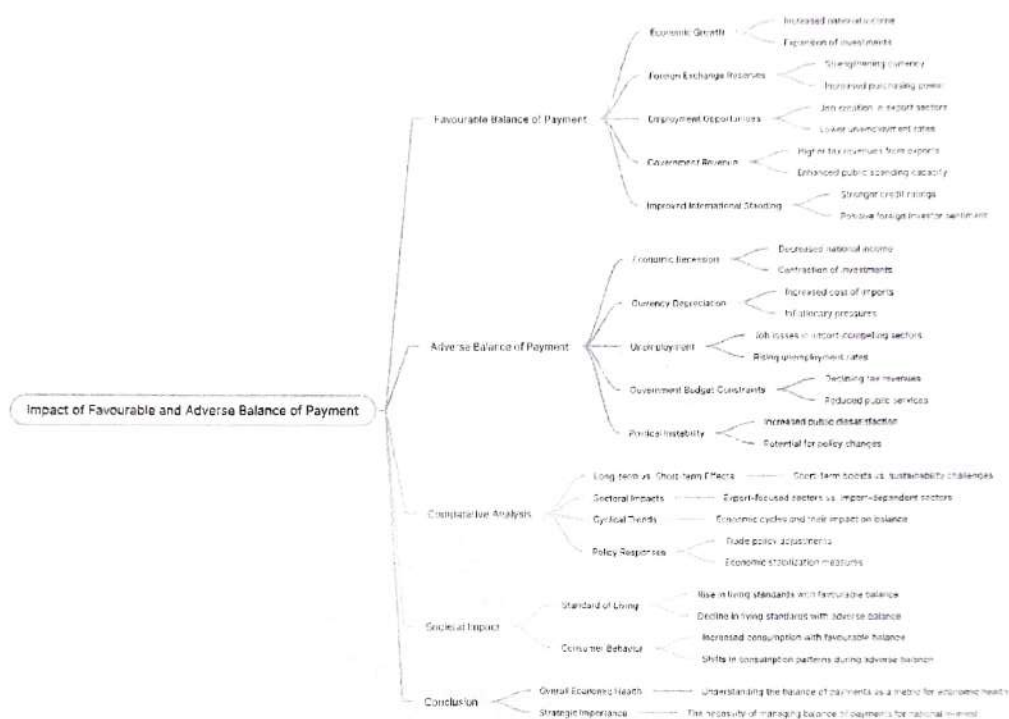 Impact of Favourable and Adverse Balance of Payment
Favourable Balance of Payment
Economic Growth
Increased national income
Expansion of investments
Foreign Exchange Reserves
Strengthening currency
Increased purchasing power
Employment Opportunities
Job creation in export sectors
Lower unemployment rates
Government Revenue
Higher tax revenues from exports
Enhanced public spending capacity
Improved International Standing
Stronger credit ratings
Positive foreign investor sentiment
Adverse Balance of Payment
Economic Recession
Decreased national income
Contraction of investments
Currency Depreciation
Increased cost of imports
Inflationary pressures
Unemployment
Job losses in import-competing sectors
Rising unemployment rates
Government Budget Constraints
Declining tax revenues
Reduced public services
Political Instability
Increased public dissatisfaction
Potential for policy changes
Comparative Analysis
Long-term vs. Short-term Effects
Short-term boosts vs. sustainability challenges
Sectoral Impacts
Export-focused sectors vs. import-dependent sectors
Cyclical Trends
Economic cycles and their impact on balance
Policy Responses
Trade policy adjustments
Economic stabilization measures
Societal Impact
Standard of Living
Rise in living standards with favourable balance
Decline in living standards with adverse balance
Consumer Behavior
Increased consumption with favourable balance
Shifts in consumption patterns during adverse balance
Conclusion
Overall Economic Health
Understanding the balance of payments as a metric for economic health
Strategic Importance
The necessity of managing balance of payments for national interest